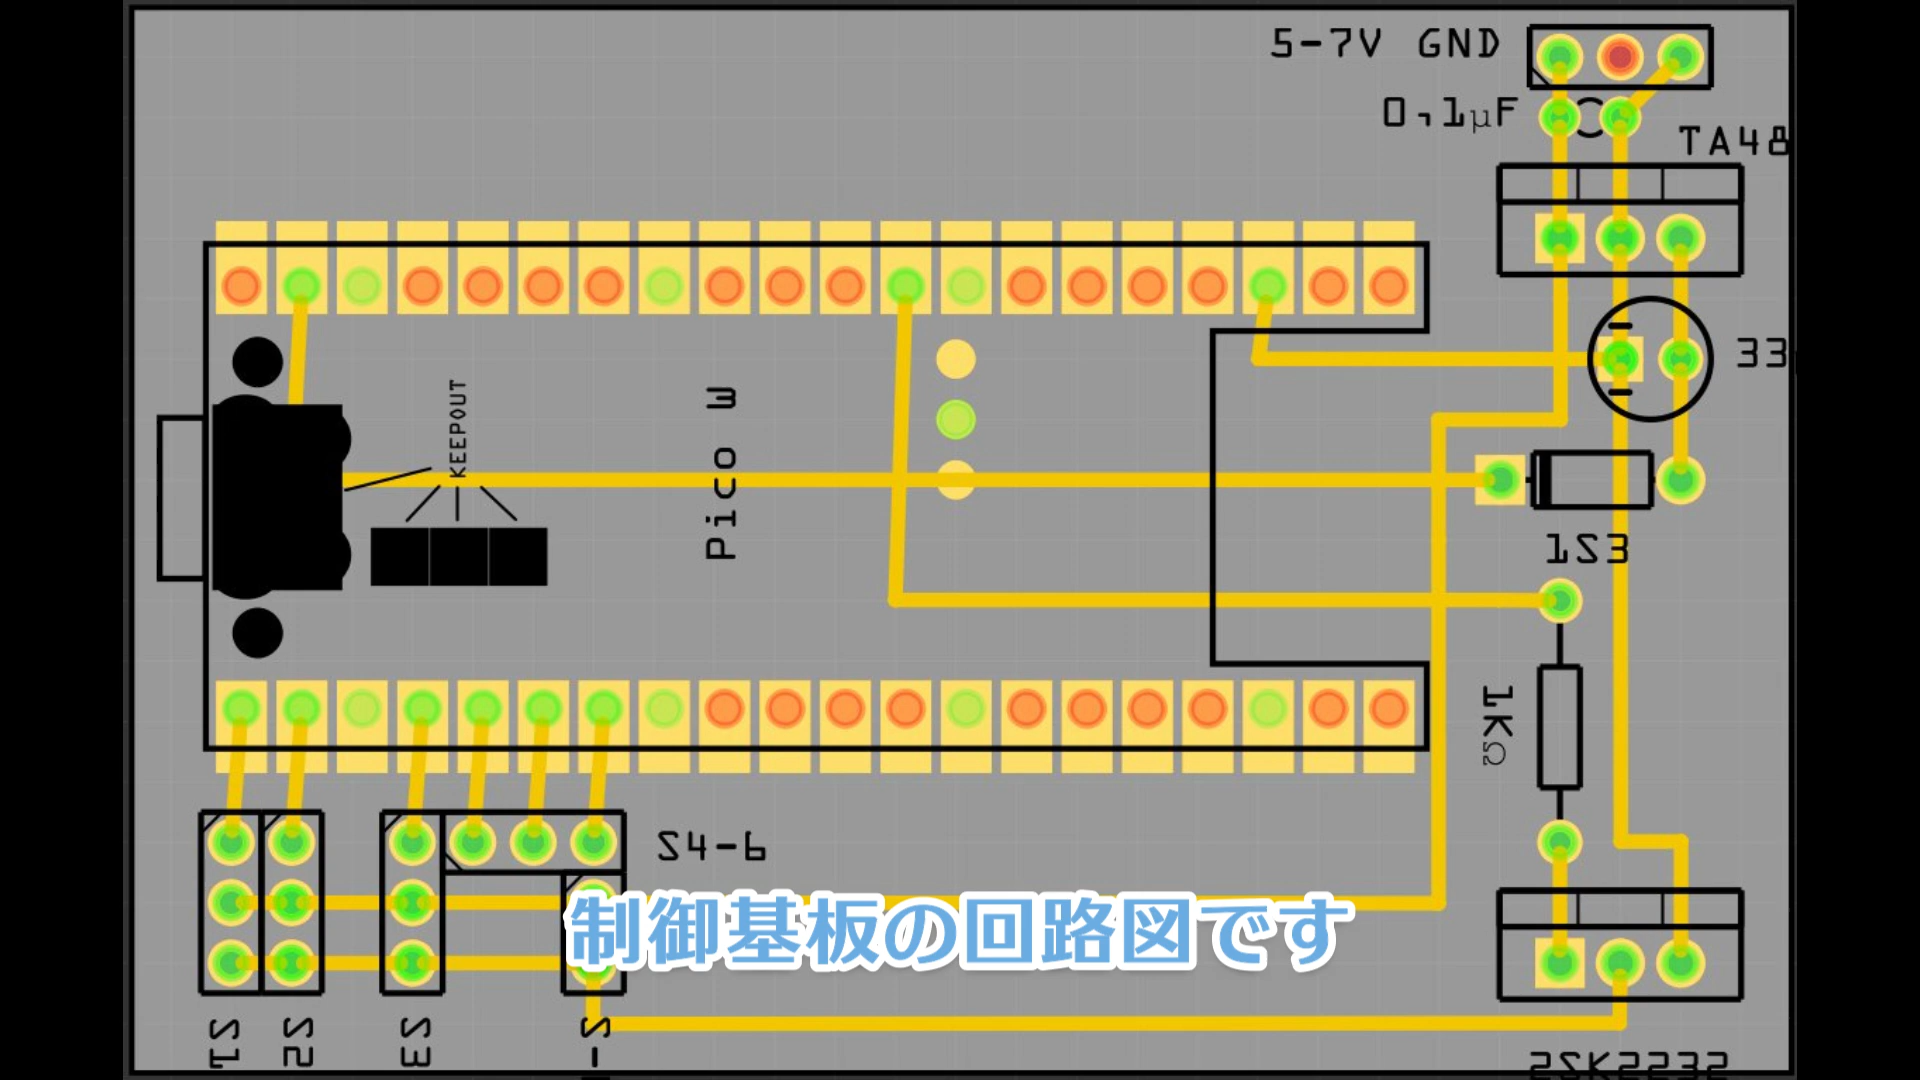 5-7V GND
0,1μF
TA48
33
KEEPOUT
Pico W
1S3
1KΩ
S4-6
制御基板の回路図です
S1
S2
S3
2SK2232